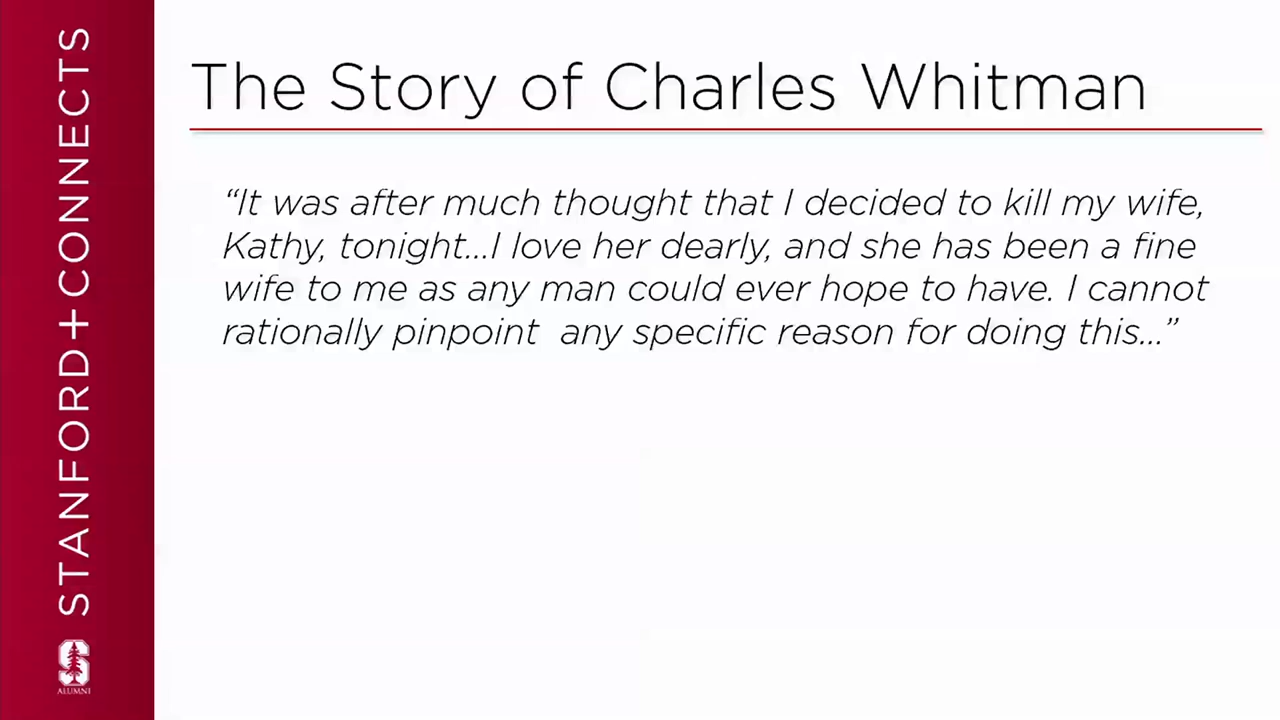 STANFORD+CONNECTS
S
ALUMNI
The Story of Charles Whitman
“It was after much thought that I decided to kill my wife,
Kathy, tonight...I love her dearly, and she has been a fine
wife to me as any man could ever hope to have. I cannot
rationally pinpoint  any specific reason for doing this...”